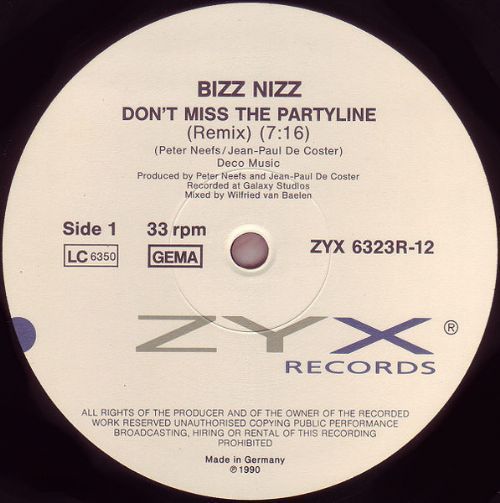 BIZZ NIZZ
DON'T MISS THE PARTYLINE
(Remix) (7:16)
(Peter Neefs/Jean-Paul De Coster)
Deco Music
Produced by Peter Neefs and Jean-Paul De Coster
Recorded at Galaxy Studios
Mixed by Wilfried van Baelen
Side 1 33 rpm
LC 6350 GEMA ZYX 6323R-12
ZYX ®
RECORDS
ALL RIGHTS OF THE PRODUCER AND OF THE OWNER OF THE RECORDED
WORK RESERVED UNAUTHORISED COPYING PUBLIC PERFORMANCE
BROADCASTING, HIRING OR RENTAL OF THIS RECORDING
PROHIBITED
Made in Germany
℗ 1990